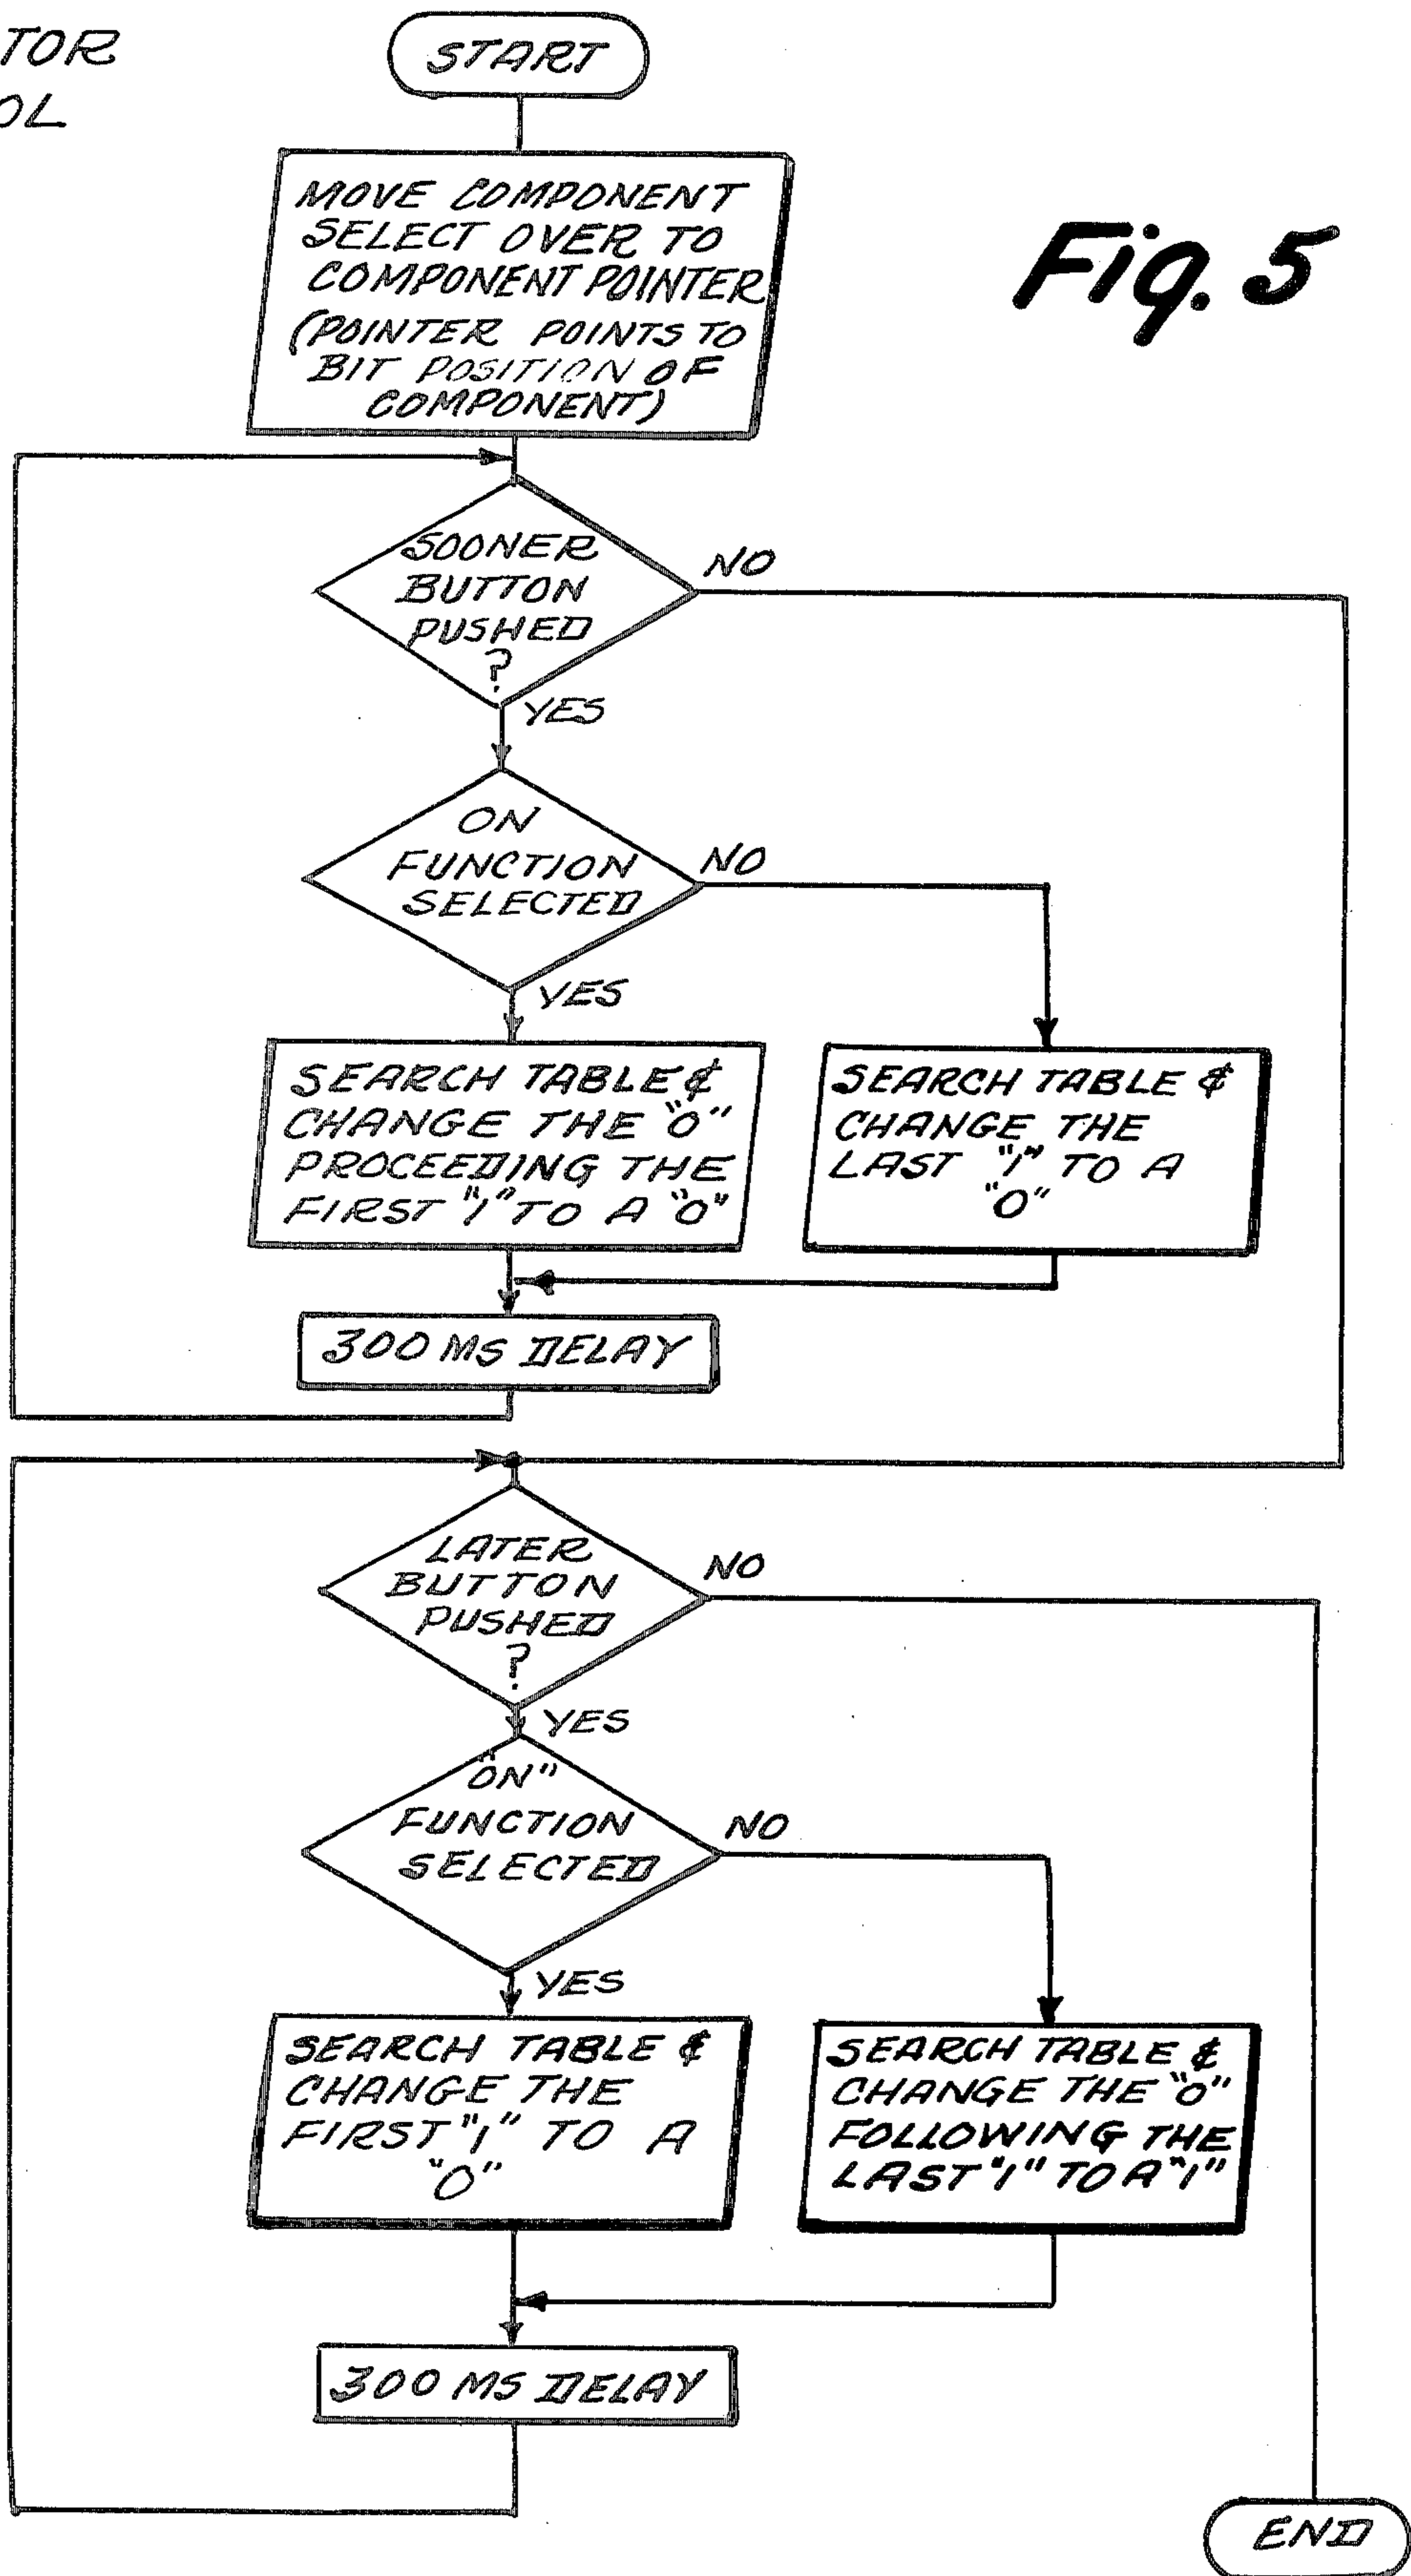 TOR
OL
START
MOVE COMPONENT
SELECT OVER TO
COMPONENT POINTER
(POINTER POINTS TO
BIT POSITION OF
COMPONENT)
Fig. 5
SOONER
BUTTON
PUSHED
?
NO
YES
ON
FUNCTION
SELECTED
NO
YES
SEARCH TABLE &
CHANGE THE "0"
PROCEEDING THE
FIRST "1" TO A "0"
SEARCH TABLE &
CHANGE THE
LAST "1" TO A
"0"
300 MS DELAY
LATER
BUTTON
PUSHED
?
NO
YES
"ON"
FUNCTION
SELECTED
NO
YES
SEARCH TABLE &
CHANGE THE
FIRST "1" TO A
"0"
SEARCH TABLE &
CHANGE THE "0"
FOLLOWING THE
LAST "1" TO A "1"
300 MS DELAY
END